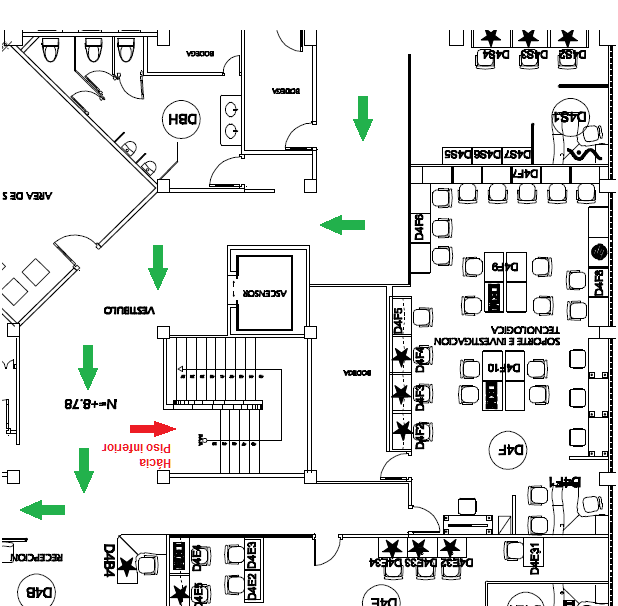 D4S4
D4S3
D4S2
BODEGA
BODEGA
DBH
D4S1
D4S5
D4S6
D4S7
D4F7
AREA DE S
D4F6
D4F9
D4F8
ASCENSOR
VESTIBULO
D4F5
SOPORTE E INVESTIGACION
TECNOLOGICA
D4F4
D4F10
BODEGA
D4F3
N=+8.78
D4F2
Hacia
Piso inferior
D4F
D4F1
RECEPCION
D4B4
D4E4
D4E3
D4E34
D4E33
D4E32
D4E31
D4E5
D4E2
D4B
D4E